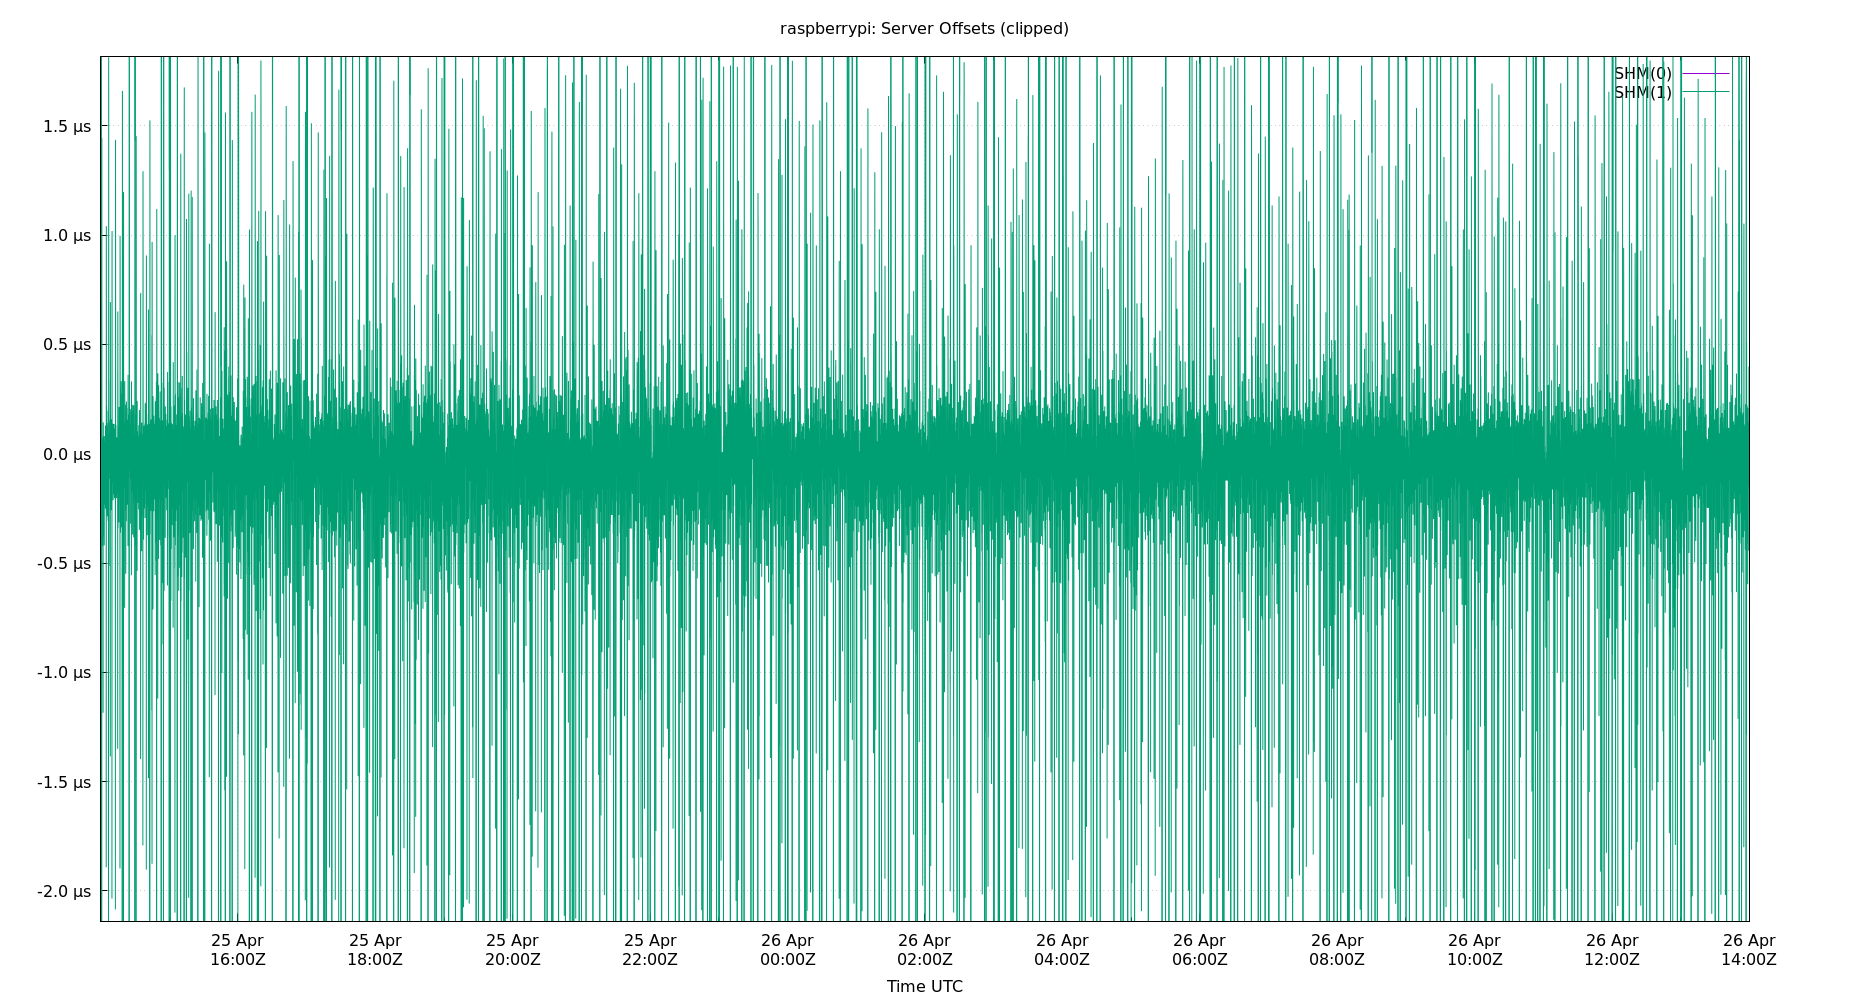 raspberrypi: Server Offsets (clipped)
SHM(0)
SHM(1)
1.5 µs
1.0 µs
0.5 µs
0.0 µs
-0.5 µs
-1.0 µs
-1.5 µs
-2.0 µs
25 Apr 25 Apr 25 Apr 25 Apr 26 Apr 26 Apr 26 Apr 26 Apr 26 Apr 26 Apr 26 Apr 26 Apr
16:00Z 18:00Z 20:00Z 22:00Z 00:00Z 02:00Z 04:00Z 06:00Z 08:00Z 10:00Z 12:00Z 14:00Z
Time UTC